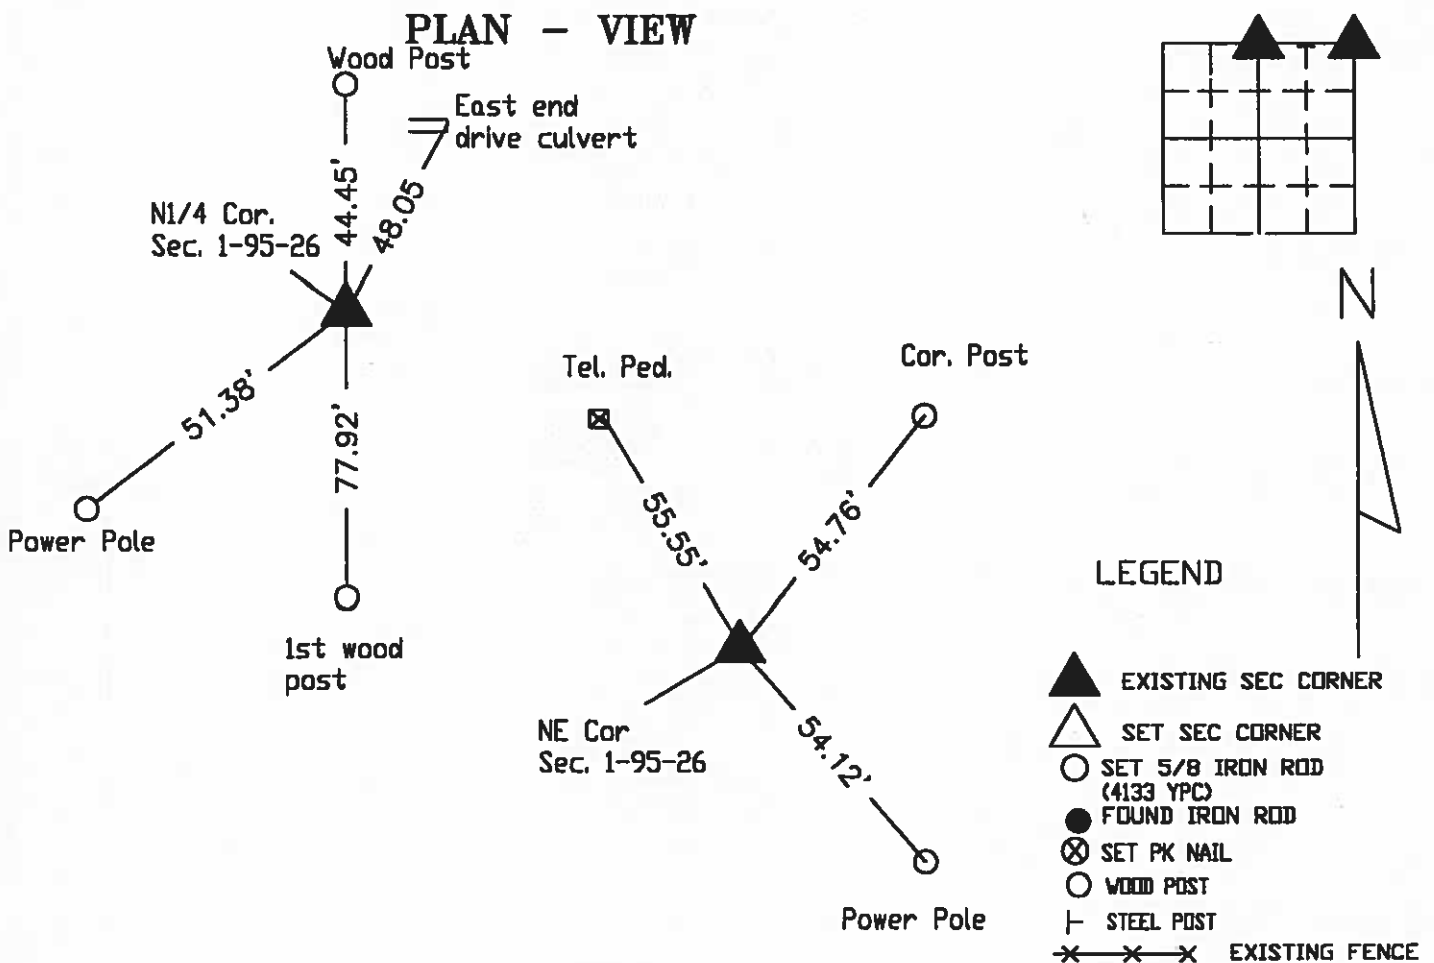 PLAN - VIEW
Wood Post
East end
drive culvert
44.45'
48.05
N1/4 Cor.
Sec. 1-95-26
51.38'
77.92'
Power Pole
1st wood
post
Tel. Ped.
Cor. Post
55.55'
54.76'
NE Cor
Sec. 1-95-26
54.12'
Power Pole
N
LEGEND
EXISTING SEC CORNER
SET SEC CORNER
SET 5/8 IRON ROD
(4133 YPC)
FOUND IRON ROD
SET PK NAIL
WOOD POST
STEEL POST
EXISTING FENCE